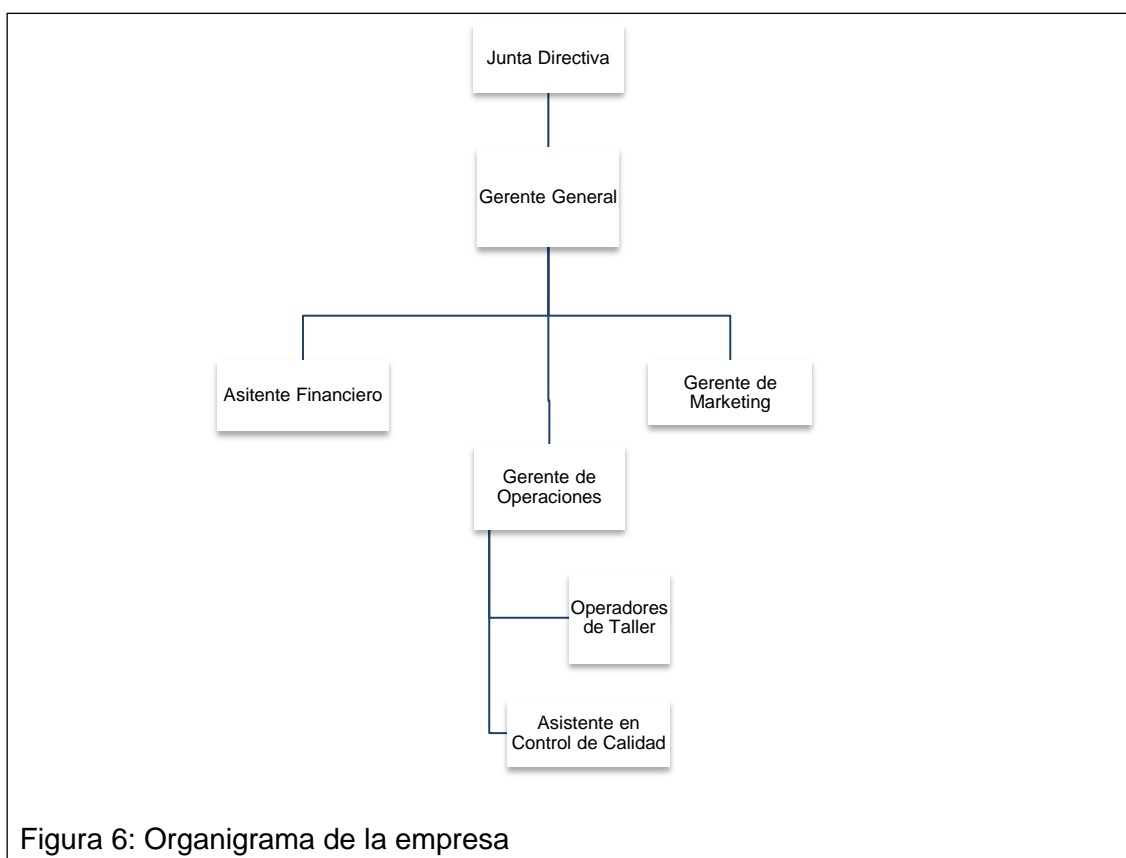 Junta Directiva
Gerente General
Asitente Financiero
Gerente de
Marketing
Gerente de
Operaciones
Operadores
de Taller
Asistente en
Control de Calidad
Figura 6: Organigrama de la empresa